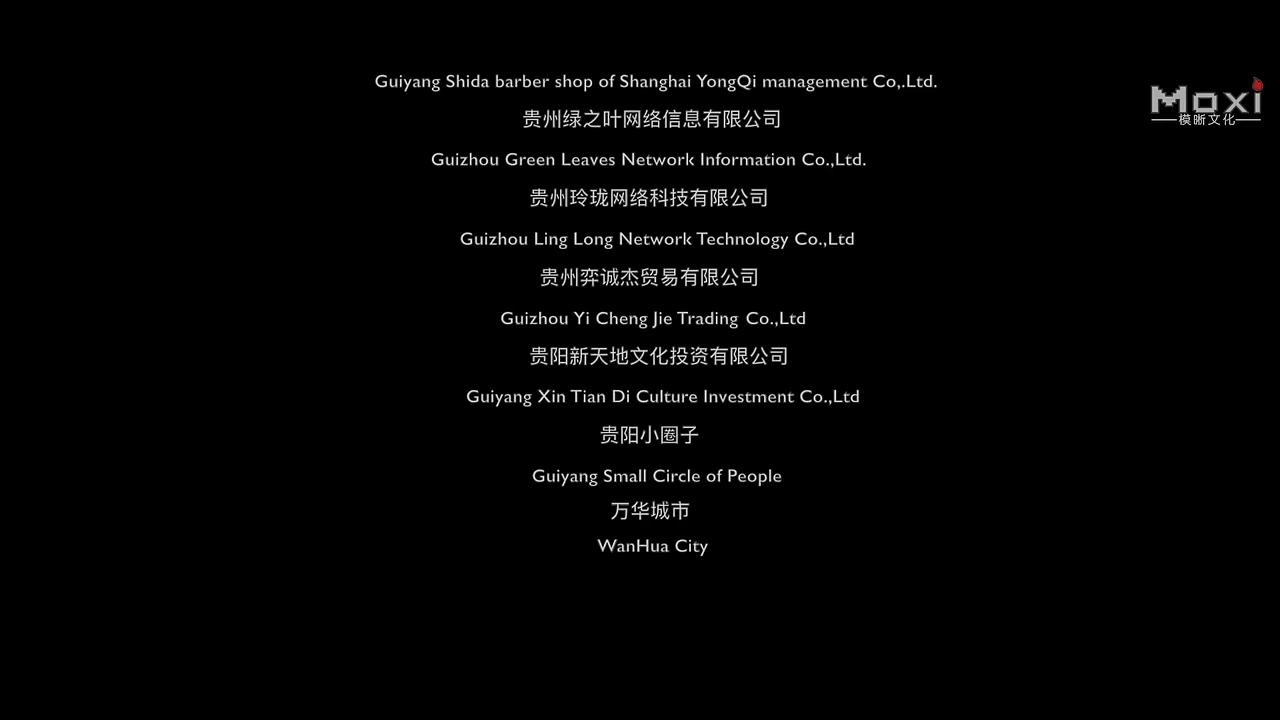 Guiyang Shida barber shop of Shanghai YongQi management Co,.Ltd.
Moxi
模晰文化
贵州绿之叶网络信息有限公司
Guizhou Green Leaves Network Information Co.,Ltd.
贵州玲珑网络科技有限公司
Guizhou Ling Long Network Technology Co.,Ltd
贵州弈诚杰贸易有限公司
Guizhou Yi Cheng Jie Trading Co.,Ltd
贵阳新天地文化投资有限公司
Guiyang Xin Tian Di Culture Investment Co.,Ltd
贵阳小圈子
Guiyang Small Circle of People
万华城市
WanHua City